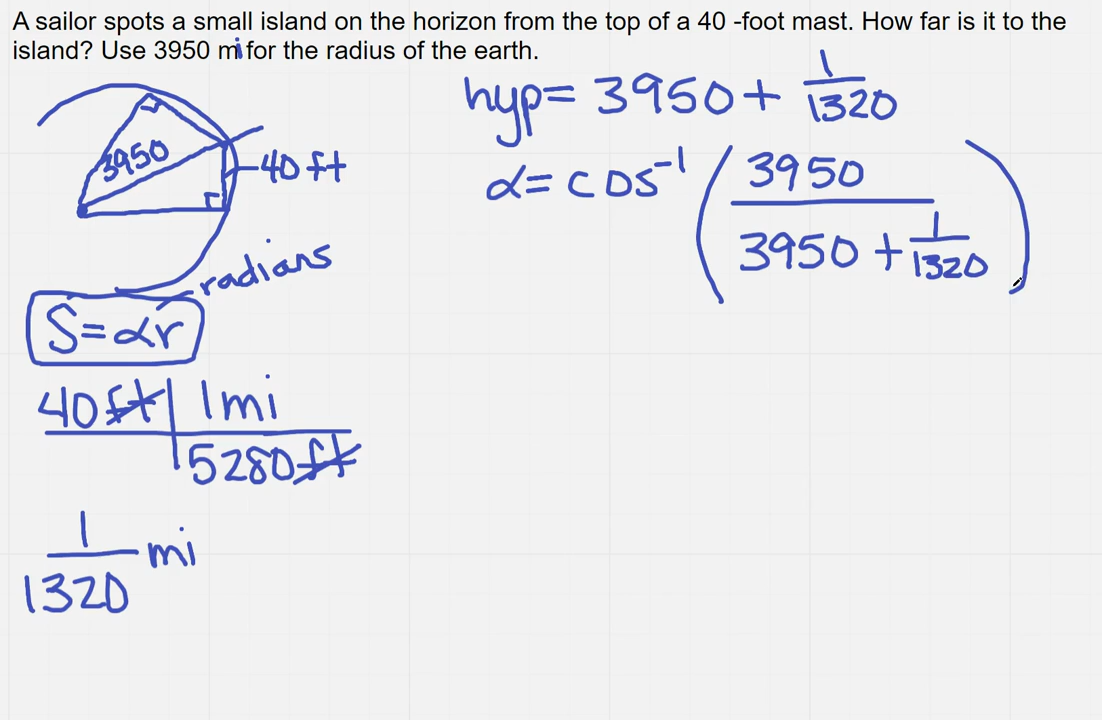 A sailor spots a small island on the horizon from the top of a 40 -foot mast. How far is it to the
island? Use 3950 mi for the radius of the earth.
hyp= 3950 + 1/1320
3950
40 ft
α= cos⁻¹ ( 3950 / 3950 + 1/1320 )
radians
S=αr
40 ft | 1 mi
5280 ft
1/1320 mi